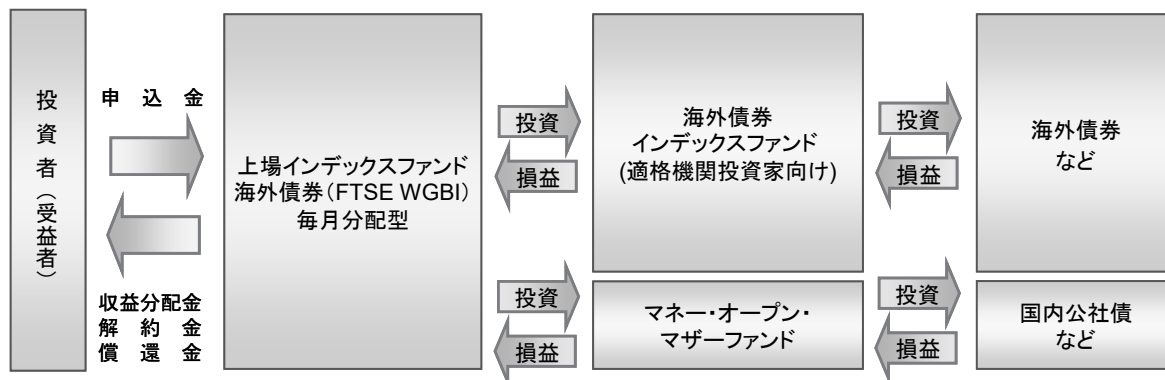 投資者（受益者）
申込金
収益分配金
解約金
償還金
上場インデックスファンド
海外債券（FTSE WGBI）
毎月分配型
投資
損益
投資
損益
海外債券
インデックスファンド
(適格機関投資家向け)
マネー・オープン・
マザーファンド
投資
損益
投資
損益
海外債券
など
国内公社債
など